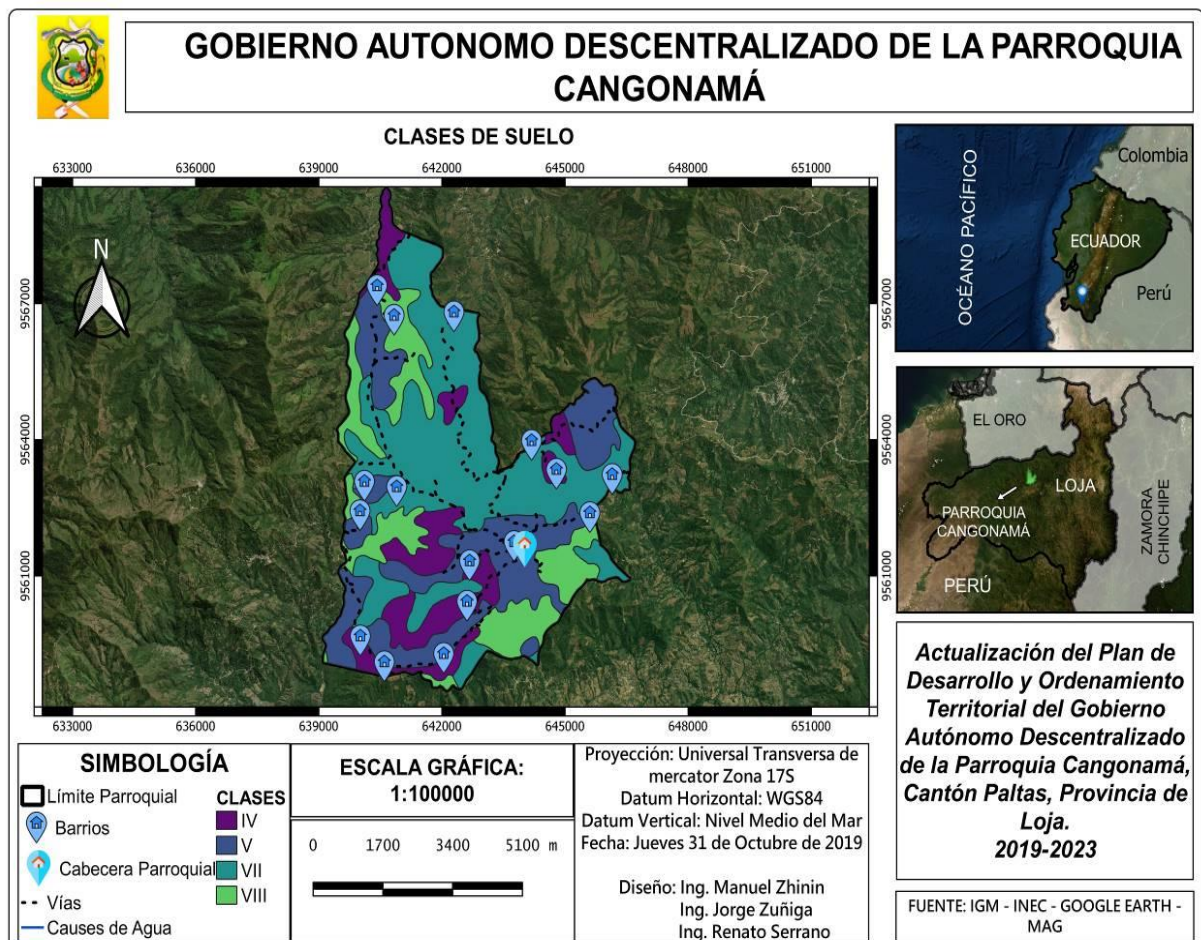 GOBIERNO AUTONOMO DESCENTRALIZADO DE LA PARROQUIA
CANGONAMÁ
CLASES DE SUELO
633000 636000 639000 642000 645000 648000 651000
N
9567000 9567000
9564000 9564000
9561000 9561000
633000 636000 639000 642000 645000 648000 651000
OCÉANO PACÍFICO
Colombia
ECUADOR
Perú
EL ORO
LOJA
PARROQUIA
CANGONAMÁ
ZAMORA
CHINCHIPE
PERÚ
Actualización del Plan de
Desarrollo y Ordenamiento
Territorial del Gobierno
Autónomo Descentralizado
de la Parroquia Cangonamá,
Cantón Paltas, Provincia de
Loja.
2019-2023
FUENTE: IGM - INEC - GOOGLE EARTH -
MAG
SIMBOLOGÍA
Límite Parroquial
Barrios
Cabecera Parroquial
Vías
Causes de Agua
CLASES
IV
V
VII
VIII
ESCALA GRÁFICA:
1:100000
0 1700 3400 5100 m
Proyección: Universal Transversa de
mercator Zona 17S
Datum Horizontal: WGS84
Datum Vertical: Nivel Medio del Mar
Fecha: Jueves 31 de Octubre de 2019
Diseño: Ing. Manuel Zhinin
Ing. Jorge Zuñiga
Ing. Renato Serrano